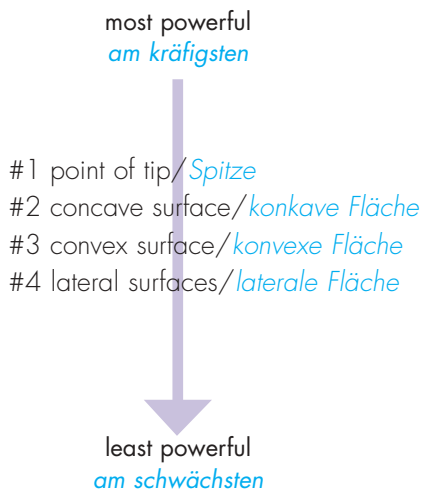 most powerful
am kräfigsten
#1 point of tip/Spitze
#2 concave surface/konkave Fläche
#3 convex surface/konvexe Fläche
#4 lateral surfaces/laterale Fläche
least powerful
am schwächsten